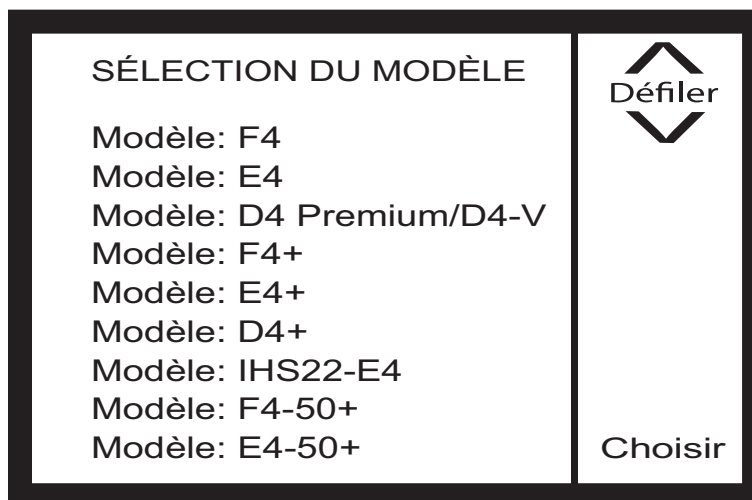 SÉLECTION DU MODÈLE
Modèle: F4
Modèle: E4
Modèle: D4 Premium/D4-V
Modèle: F4+
Modèle: E4+
Modèle: D4+
Modèle: IHS22-E4
Modèle: F4-50+
Modèle: E4-50+
Défiler
Choisir